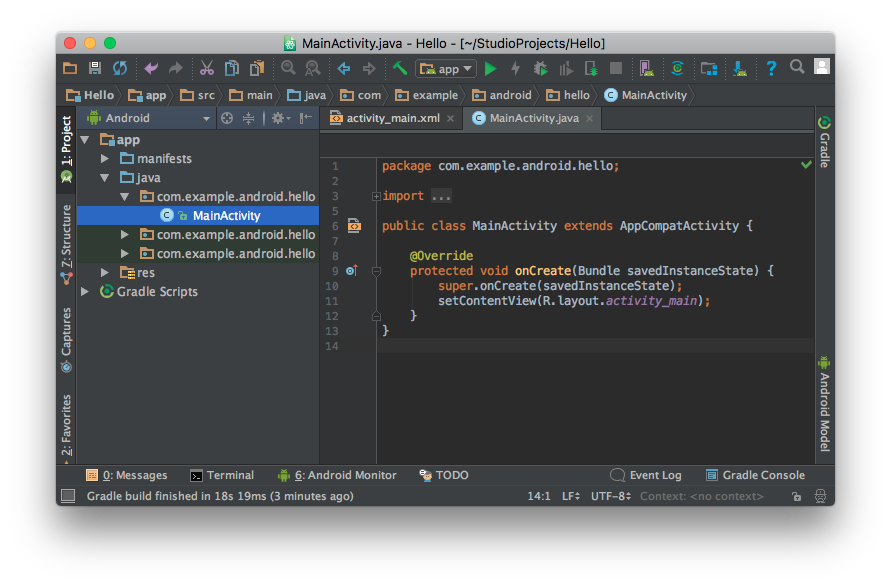 MainActivity.java - Hello - [~/StudioProjects/Hello]
app
Hello app src main java com example android hello MainActivity
1: Project
Z: Structure
Captures
2: Favorites
Android
app
manifests
java
com.example.android.hello
MainActivity
com.example.android.hello
com.example.android.hello
res
Gradle Scripts
activity_main.xml MainActivity.java
1 package com.example.android.hello;
2
3 import ...
5
6 public class MainActivity extends AppCompatActivity {
7
8 @Override
9 protected void onCreate(Bundle savedInstanceState) {
10 super.onCreate(savedInstanceState);
11 setContentView(R.layout.activity_main);
12 }
13 }
14
Gradle
Android Model
0: Messages Terminal 6: Android Monitor TODO Event Log Gradle Console
Gradle build finished in 18s 19ms (3 minutes ago) 14:1 LF UTF-8 Context: <no context>